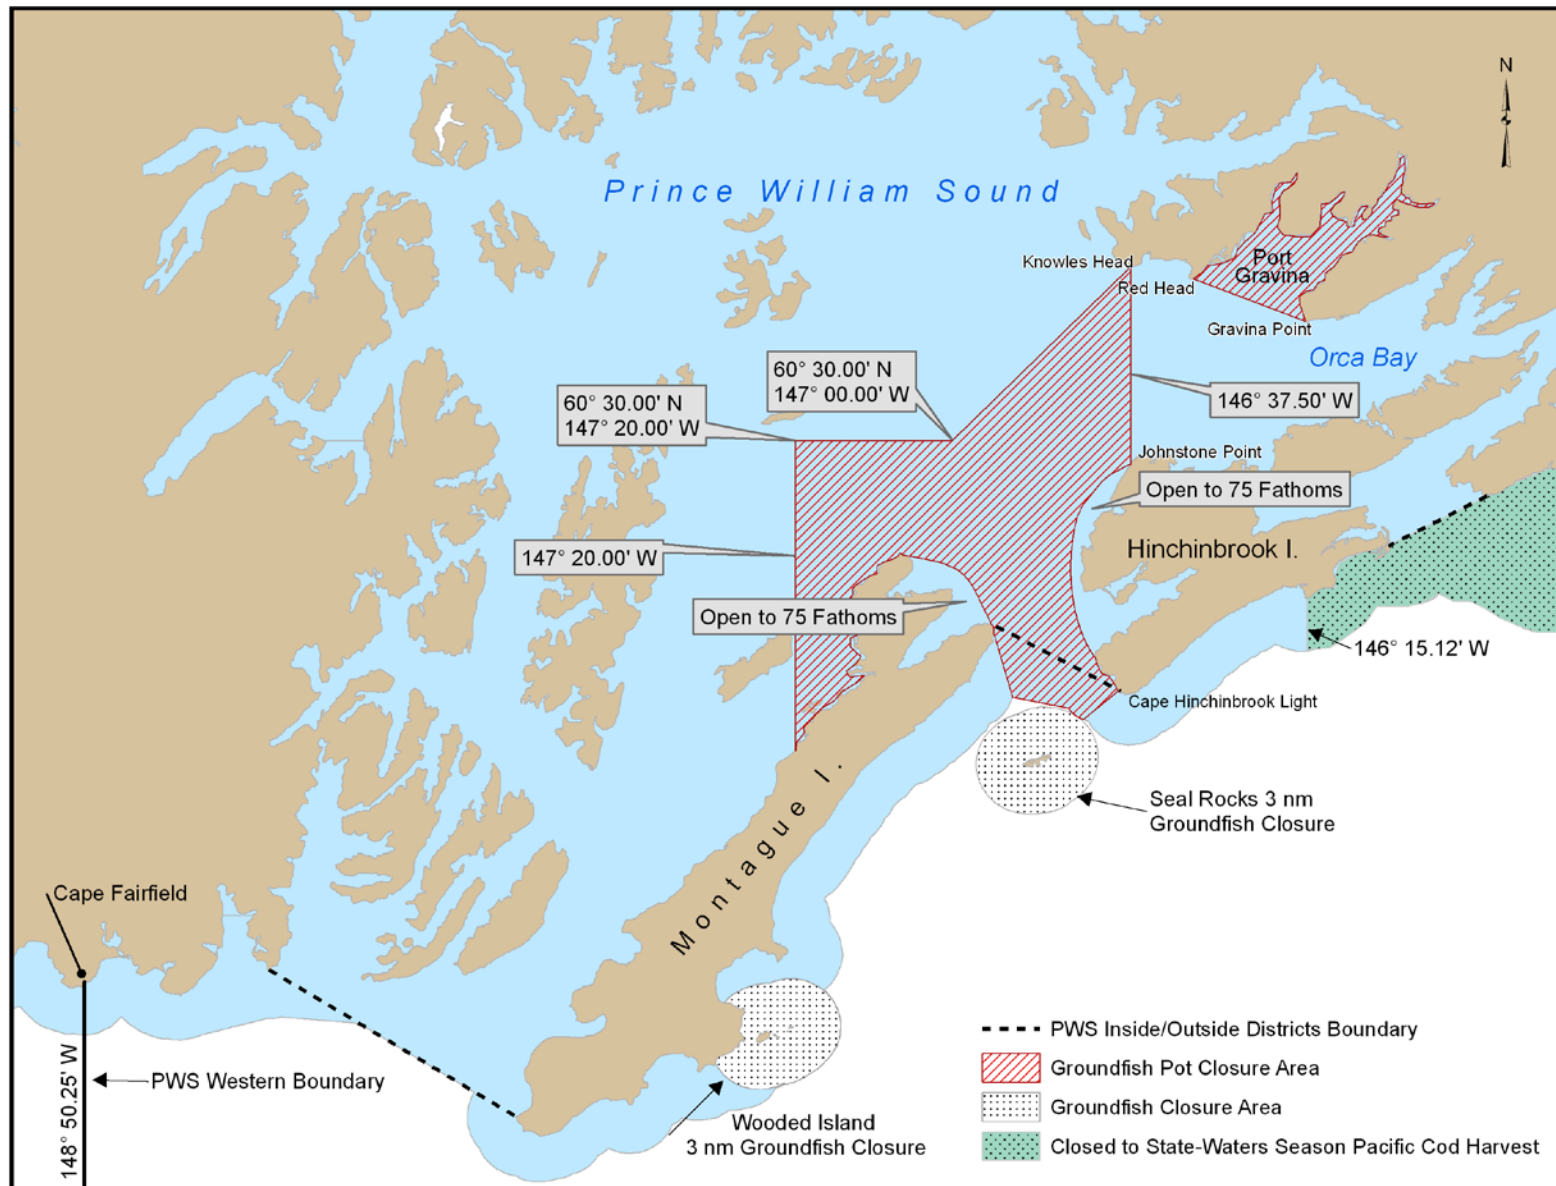 N
Prince William Sound
Knowles Head
Red Head
Port
Gravina
Gravina Point
Orca Bay
60° 30.00' N
147° 00.00' W
60° 30.00' N
147° 20.00' W
146° 37.50' W
Johnstone Point
Open to 75 Fathoms
147° 20.00' W
Hinchinbrook I.
Open to 75 Fathoms
146° 15.12' W
Cape Hinchinbrook Light
Montague I.
Seal Rocks 3 nm
Groundfish Closure
Cape Fairfield
148° 50.25' W
PWS Western Boundary
Wooded Island
3 nm Groundfish Closure
PWS Inside/Outside Districts Boundary
Groundfish Pot Closure Area
Groundfish Closure Area
Closed to State-Waters Season Pacific Cod Harvest